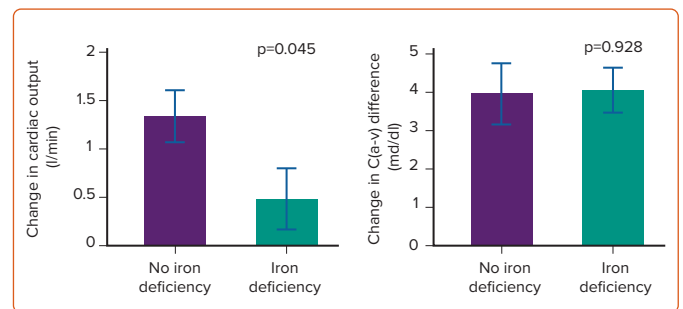 Change in cardiac output
(l/min)
2
1.5
1
0.5
0
p=0.045
No iron
deficiency
Iron
deficiency
Change in C(a-v) difference
(md/dl)
5
4
3
2
1
0
p=0.928
No iron
deficiency
Iron
deficiency